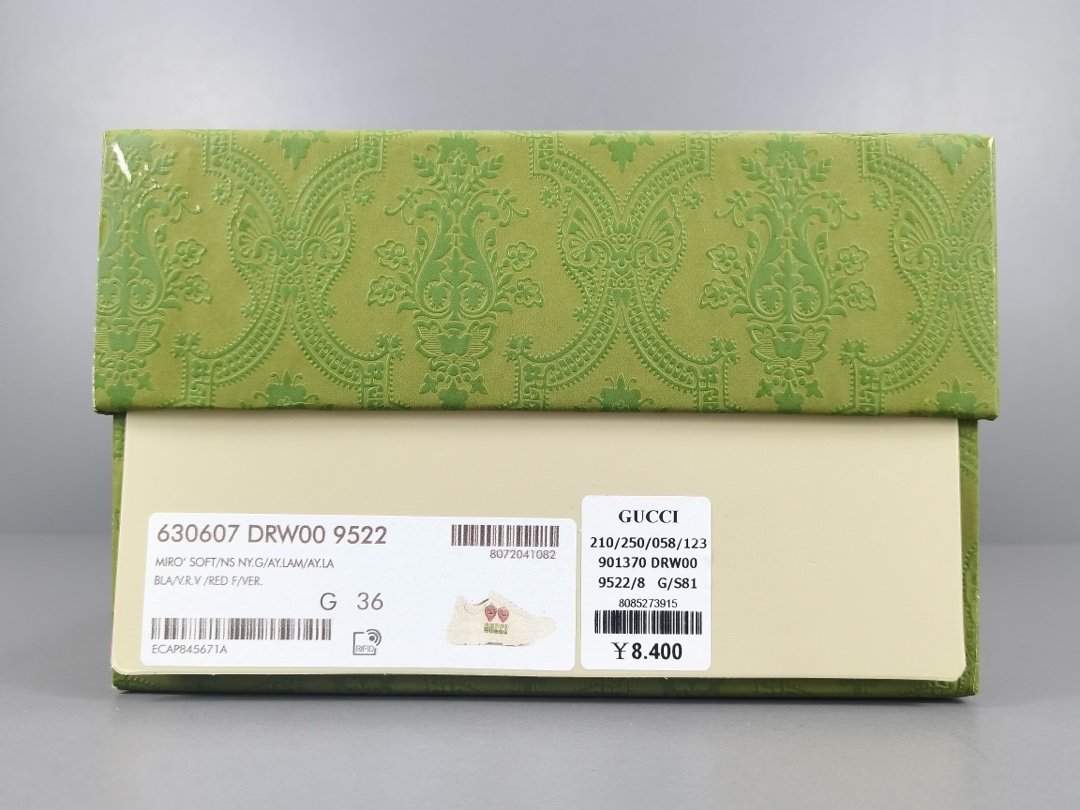 630607 DRW00 9522
8072041082
MIRO' SOFT/NS NY.G/AY.LAM/AY.LA
BLA/V.R.V /RED F/VER.
G 36
ECAP845671A
RFID
GUCCI
210/250/058/123
901370 DRW00
9522/8 G/S81
8085273915
¥8.400